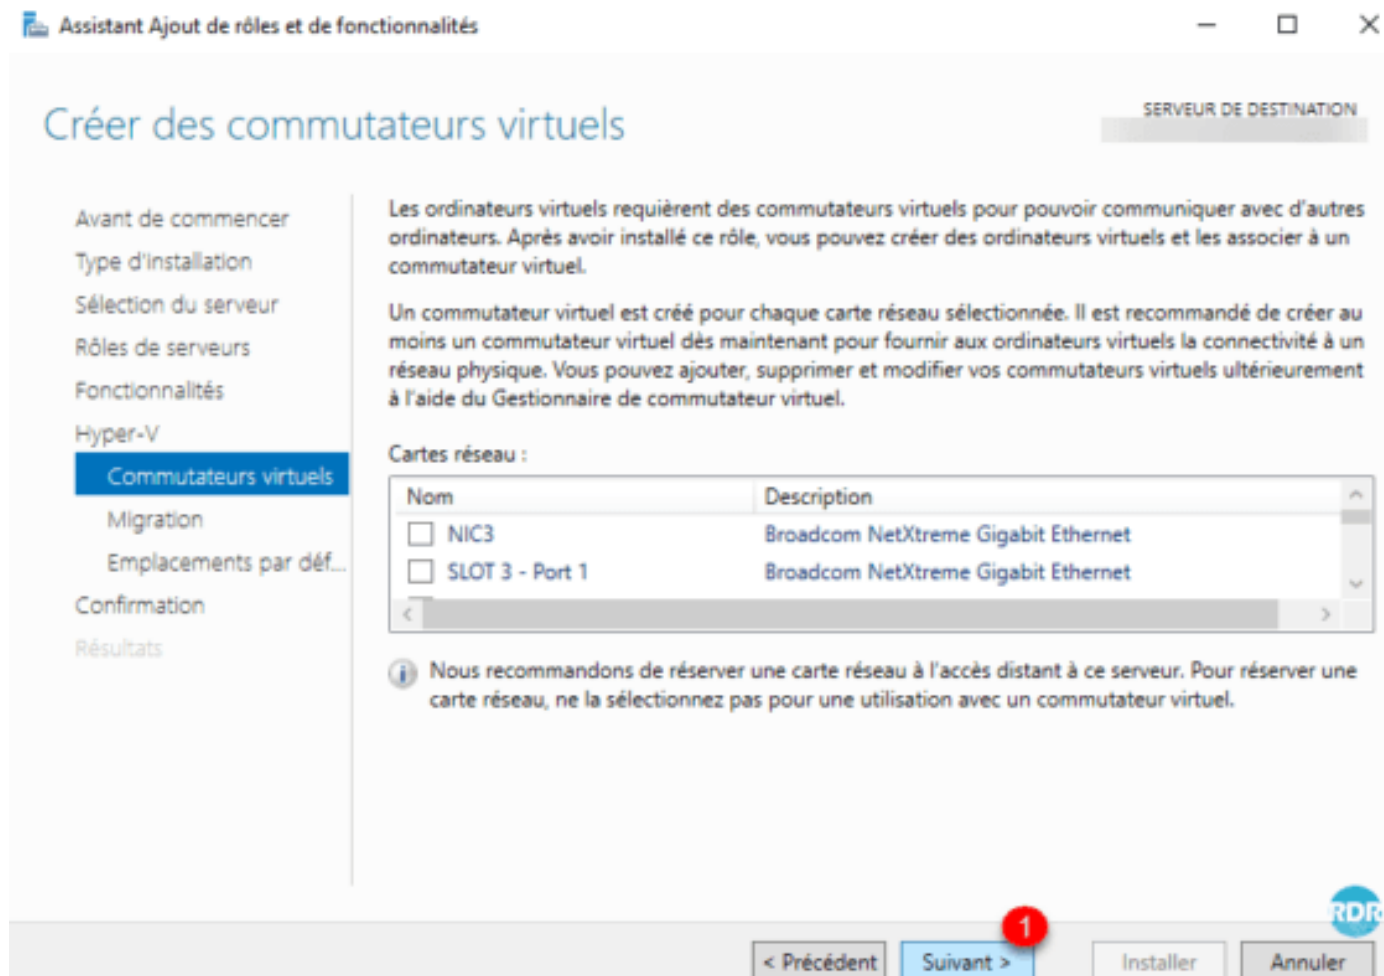 Assistant Ajout de rôles et de fonctionnalités
Créer des commutateurs virtuels
SERVEUR DE DESTINATION
Avant de commencer
Type d'installation
Sélection du serveur
Rôles de serveurs
Fonctionnalités
Hyper-V
Commutateurs virtuels
Migration
Emplacements par déf...
Confirmation
Résultats
Les ordinateurs virtuels requièrent des commutateurs virtuels pour pouvoir communiquer avec d'autres
ordinateurs. Après avoir installé ce rôle, vous pouvez créer des ordinateurs virtuels et les associer à un
commutateur virtuel.
Un commutateur virtuel est créé pour chaque carte réseau sélectionnée. Il est recommandé de créer au
moins un commutateur virtuel dès maintenant pour fournir aux ordinateurs virtuels la connectivité à un
réseau physique. Vous pouvez ajouter, supprimer et modifier vos commutateurs virtuels ultérieurement
à l'aide du Gestionnaire de commutateur virtuel.
Cartes réseau :
Nom Description
NIC3 Broadcom NetXtreme Gigabit Ethernet
SLOT 3 - Port 1 Broadcom NetXtreme Gigabit Ethernet
Nous recommandons de réserver une carte réseau à l'accès distant à ce serveur. Pour réserver une
carte réseau, ne la sélectionnez pas pour une utilisation avec un commutateur virtuel.
RDR
1
< Précédent Suivant > Installer Annuler